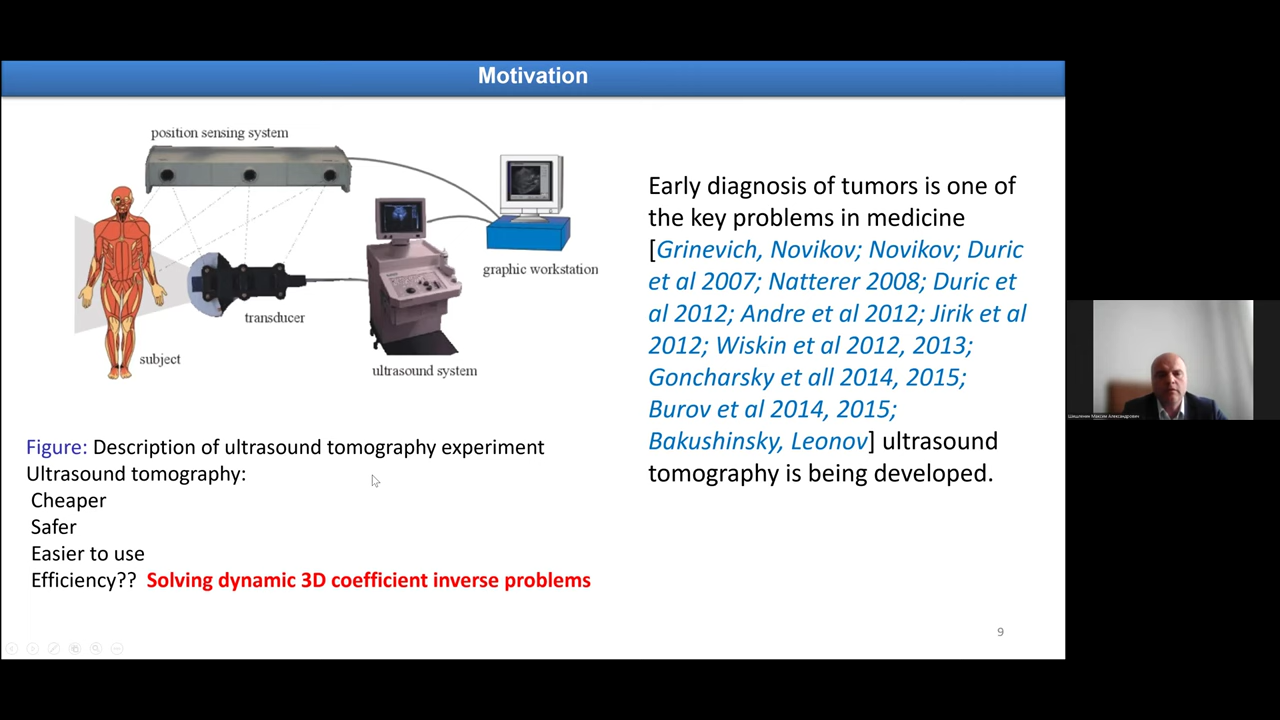 Motivation
position sensing system
graphic workstation
transducer
subject
ultrasound system
Figure: Description of ultrasound tomography experiment
Ultrasound tomography:
Cheaper
Safer
Easier to use
Efficiency?? Solving dynamic 3D coefficient inverse problems
Early diagnosis of tumors is one of
the key problems in medicine
[Grinevich, Novikov; Novikov; Duric
et al 2007; Natterer 2008; Duric et
al 2012; Andre et al 2012; Jirik et al
2012; Wiskin et al 2012, 2013;
Goncharsky et all 2014, 2015;
Burov et al 2014, 2015;
Bakushinsky, Leonov] ultrasound
tomography is being developed.
9
Шишленин Максим Александрович